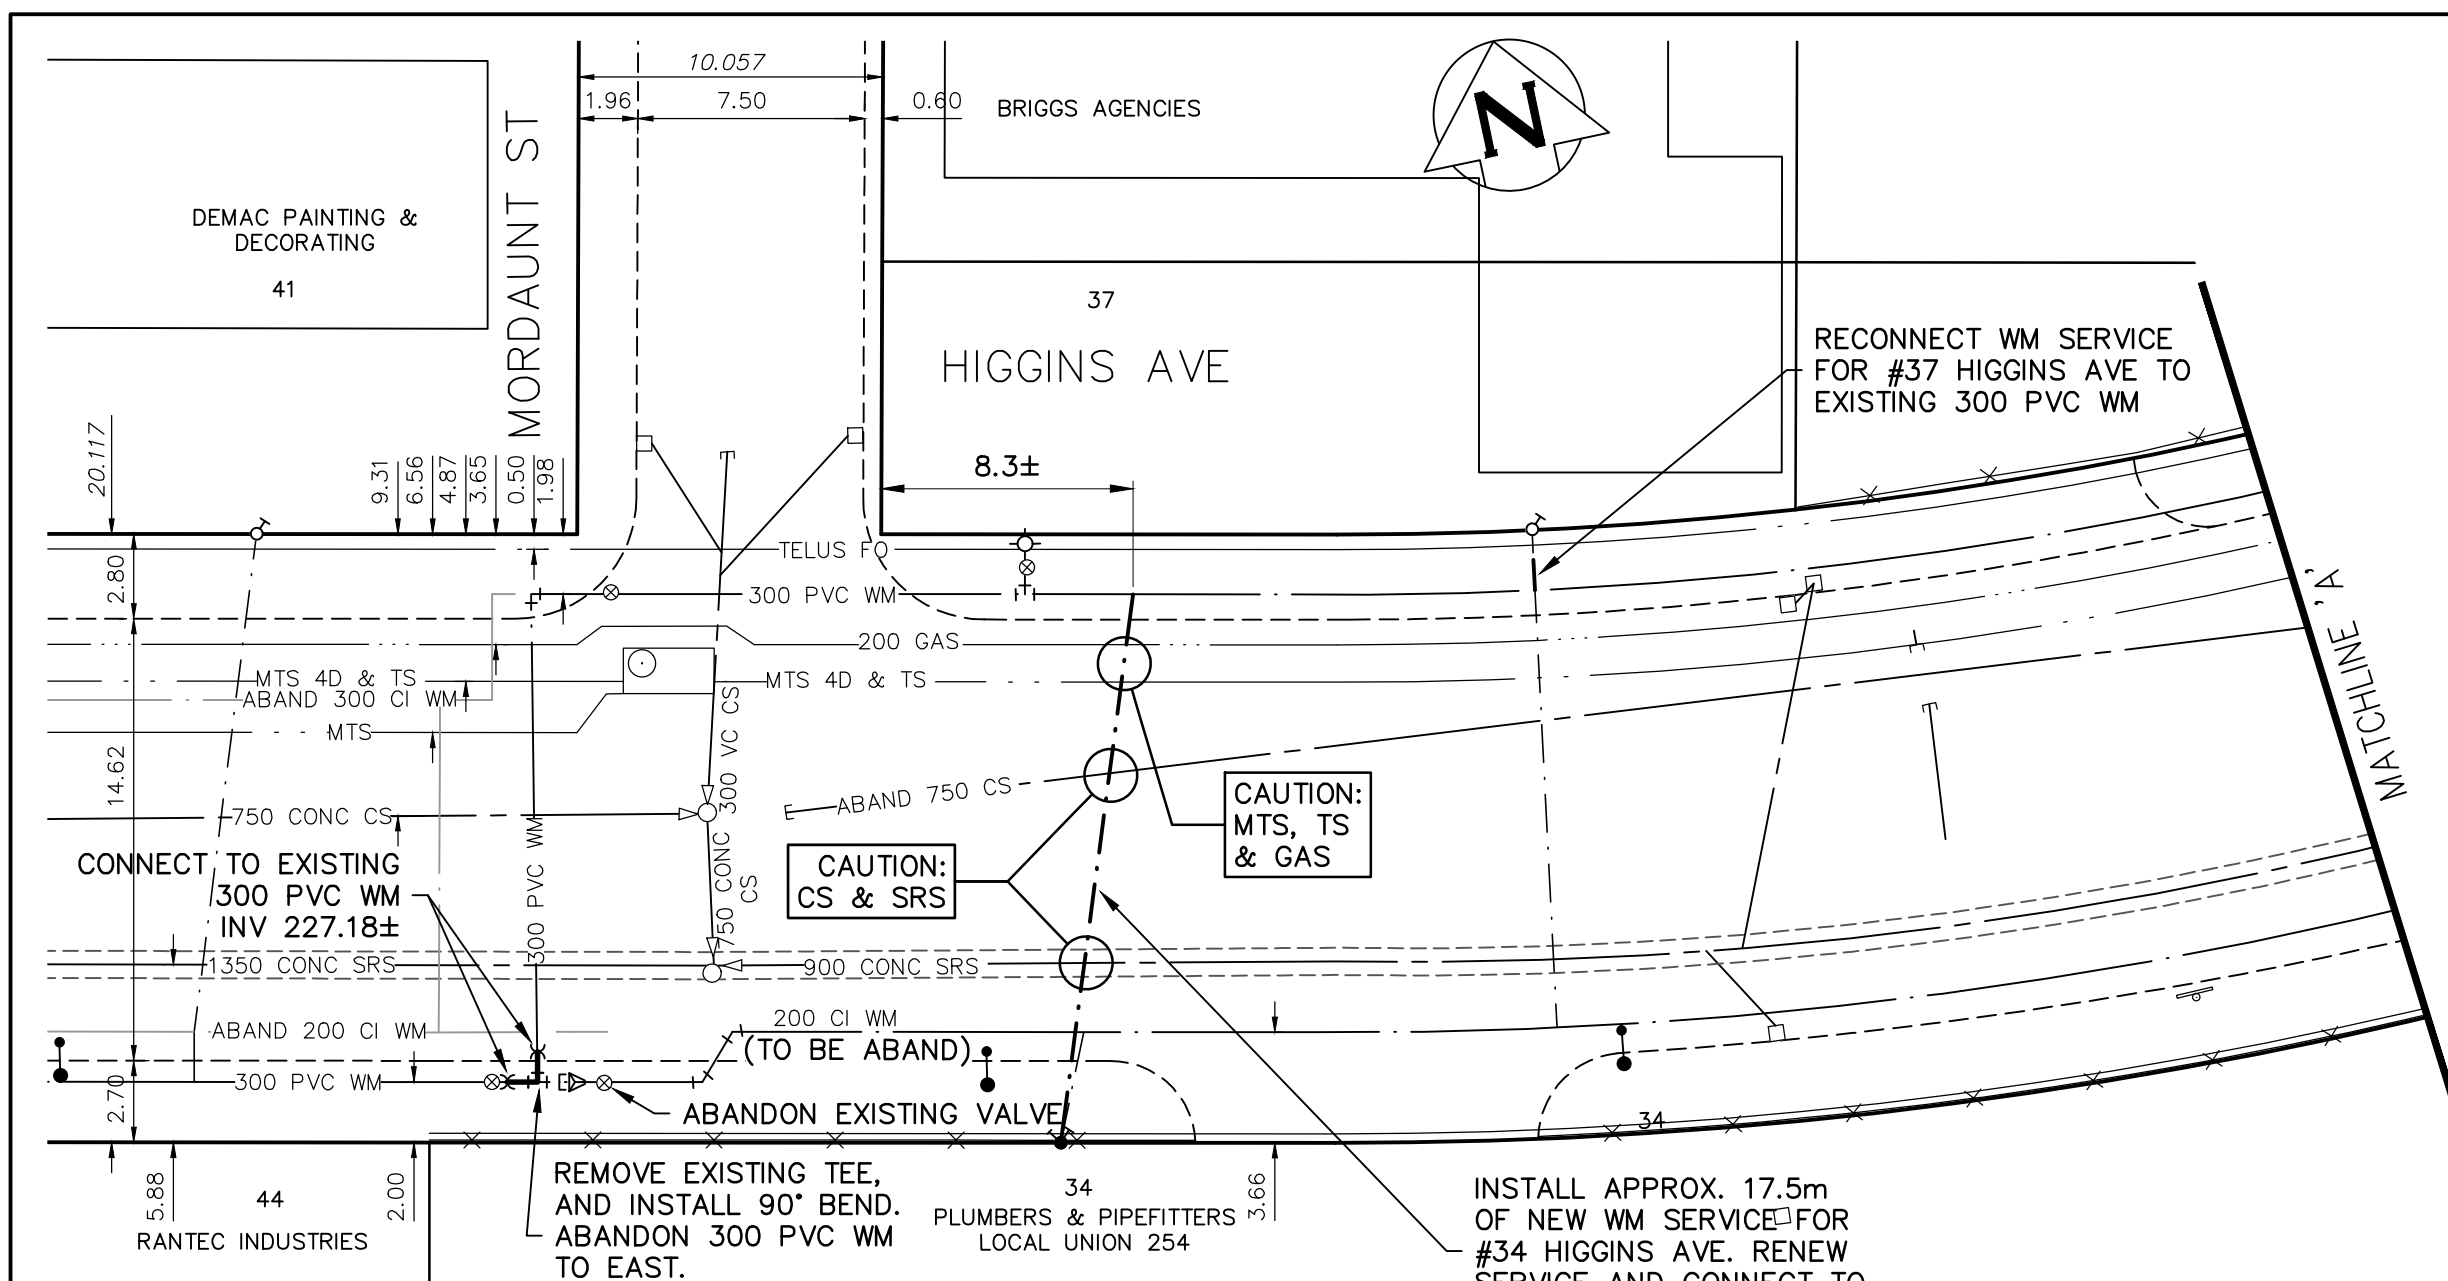 10.057
1.96
7.50
0.60
BRIGGS AGENCIES
N
MORDAUNT ST
DEMAC PAINTING &
DECORATING
41
37
HIGGINS AVE
RECONNECT WM SERVICE
FOR #37 HIGGINS AVE TO
EXISTING 300 PVC WM
20.117
9.31
6.56
4.87
3.65
0.50
1.98
8.3±
TELUS FO
2.80
300 PVC WM
200 GAS
MTS 4D & TS
MTS 4D & TS
ABAND 300 CI WM
MTS
300 VC CS
14.62
750 CONC CS
ABAND 750 CS
CAUTION:
MTS, TS
& GAS
MATCHLINE 'A'
CONNECT TO EXISTING
300 PVC WM
INV 227.18±
300 PVC WM
750 CONC
CS
CAUTION:
CS & SRS
1350 CONC SRS
900 CONC SRS
ABAND 200 CI WM
200 CI WM
(TO BE ABAND)
300 PVC WM
2.70
ABANDON EXISTING VALVE
34
REMOVE EXISTING TEE,
AND INSTALL 90° BEND.
ABANDON 300 PVC WM
TO EAST.
5.88
44
RANTEC INDUSTRIES
2.00
34
PLUMBERS & PIPEFITTERS
LOCAL UNION 254
3.66
INSTALL APPROX. 17.5m
OF NEW WM SERVICE FOR
#34 HIGGINS AVE. RENEW
SERVICE AND CONNECT TO